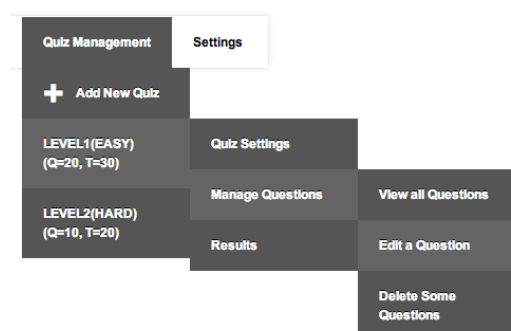 Quiz Management
Settings
Add New Quiz
LEVEL1(EASY)
(Q=20, T=30)
Quiz Settings
Manage Questions
View all Questions
LEVEL2(HARD)
(Q=10, T=20)
Results
Edit a Question
Delete Some
Questions